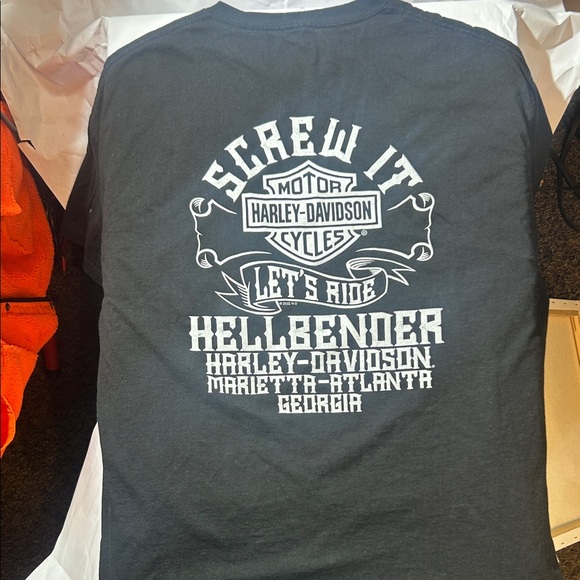 SCREW IT
MOTOR
HARLEY-DAVIDSON
CYCLES
®
LET'S RIDE
HELLBENDER
HARLEY-DAVIDSON
MARIETTA-ATLANTA
GEORGIA